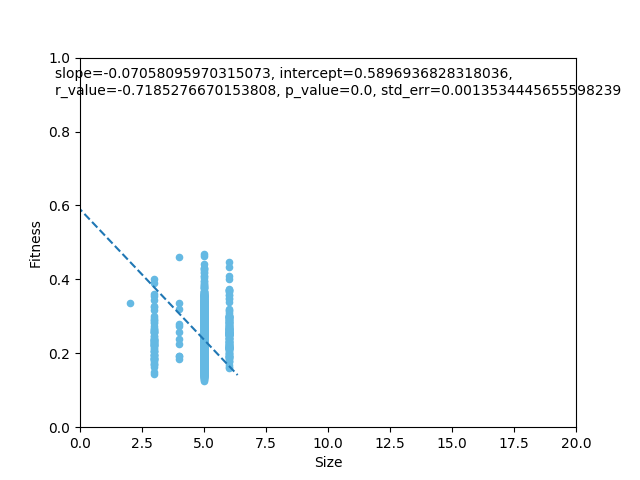 slope=-0.07058095970315073, intercept=0.5896936828318036,
r_value=-0.7185276670153808, p_value=0.0, std_err=0.0013534445655598239
1.0
0.8
0.6
0.4
0.2
0.0
Fitness
0.0 2.5 5.0 7.5 10.0 12.5 15.0 17.5 20.0
Size